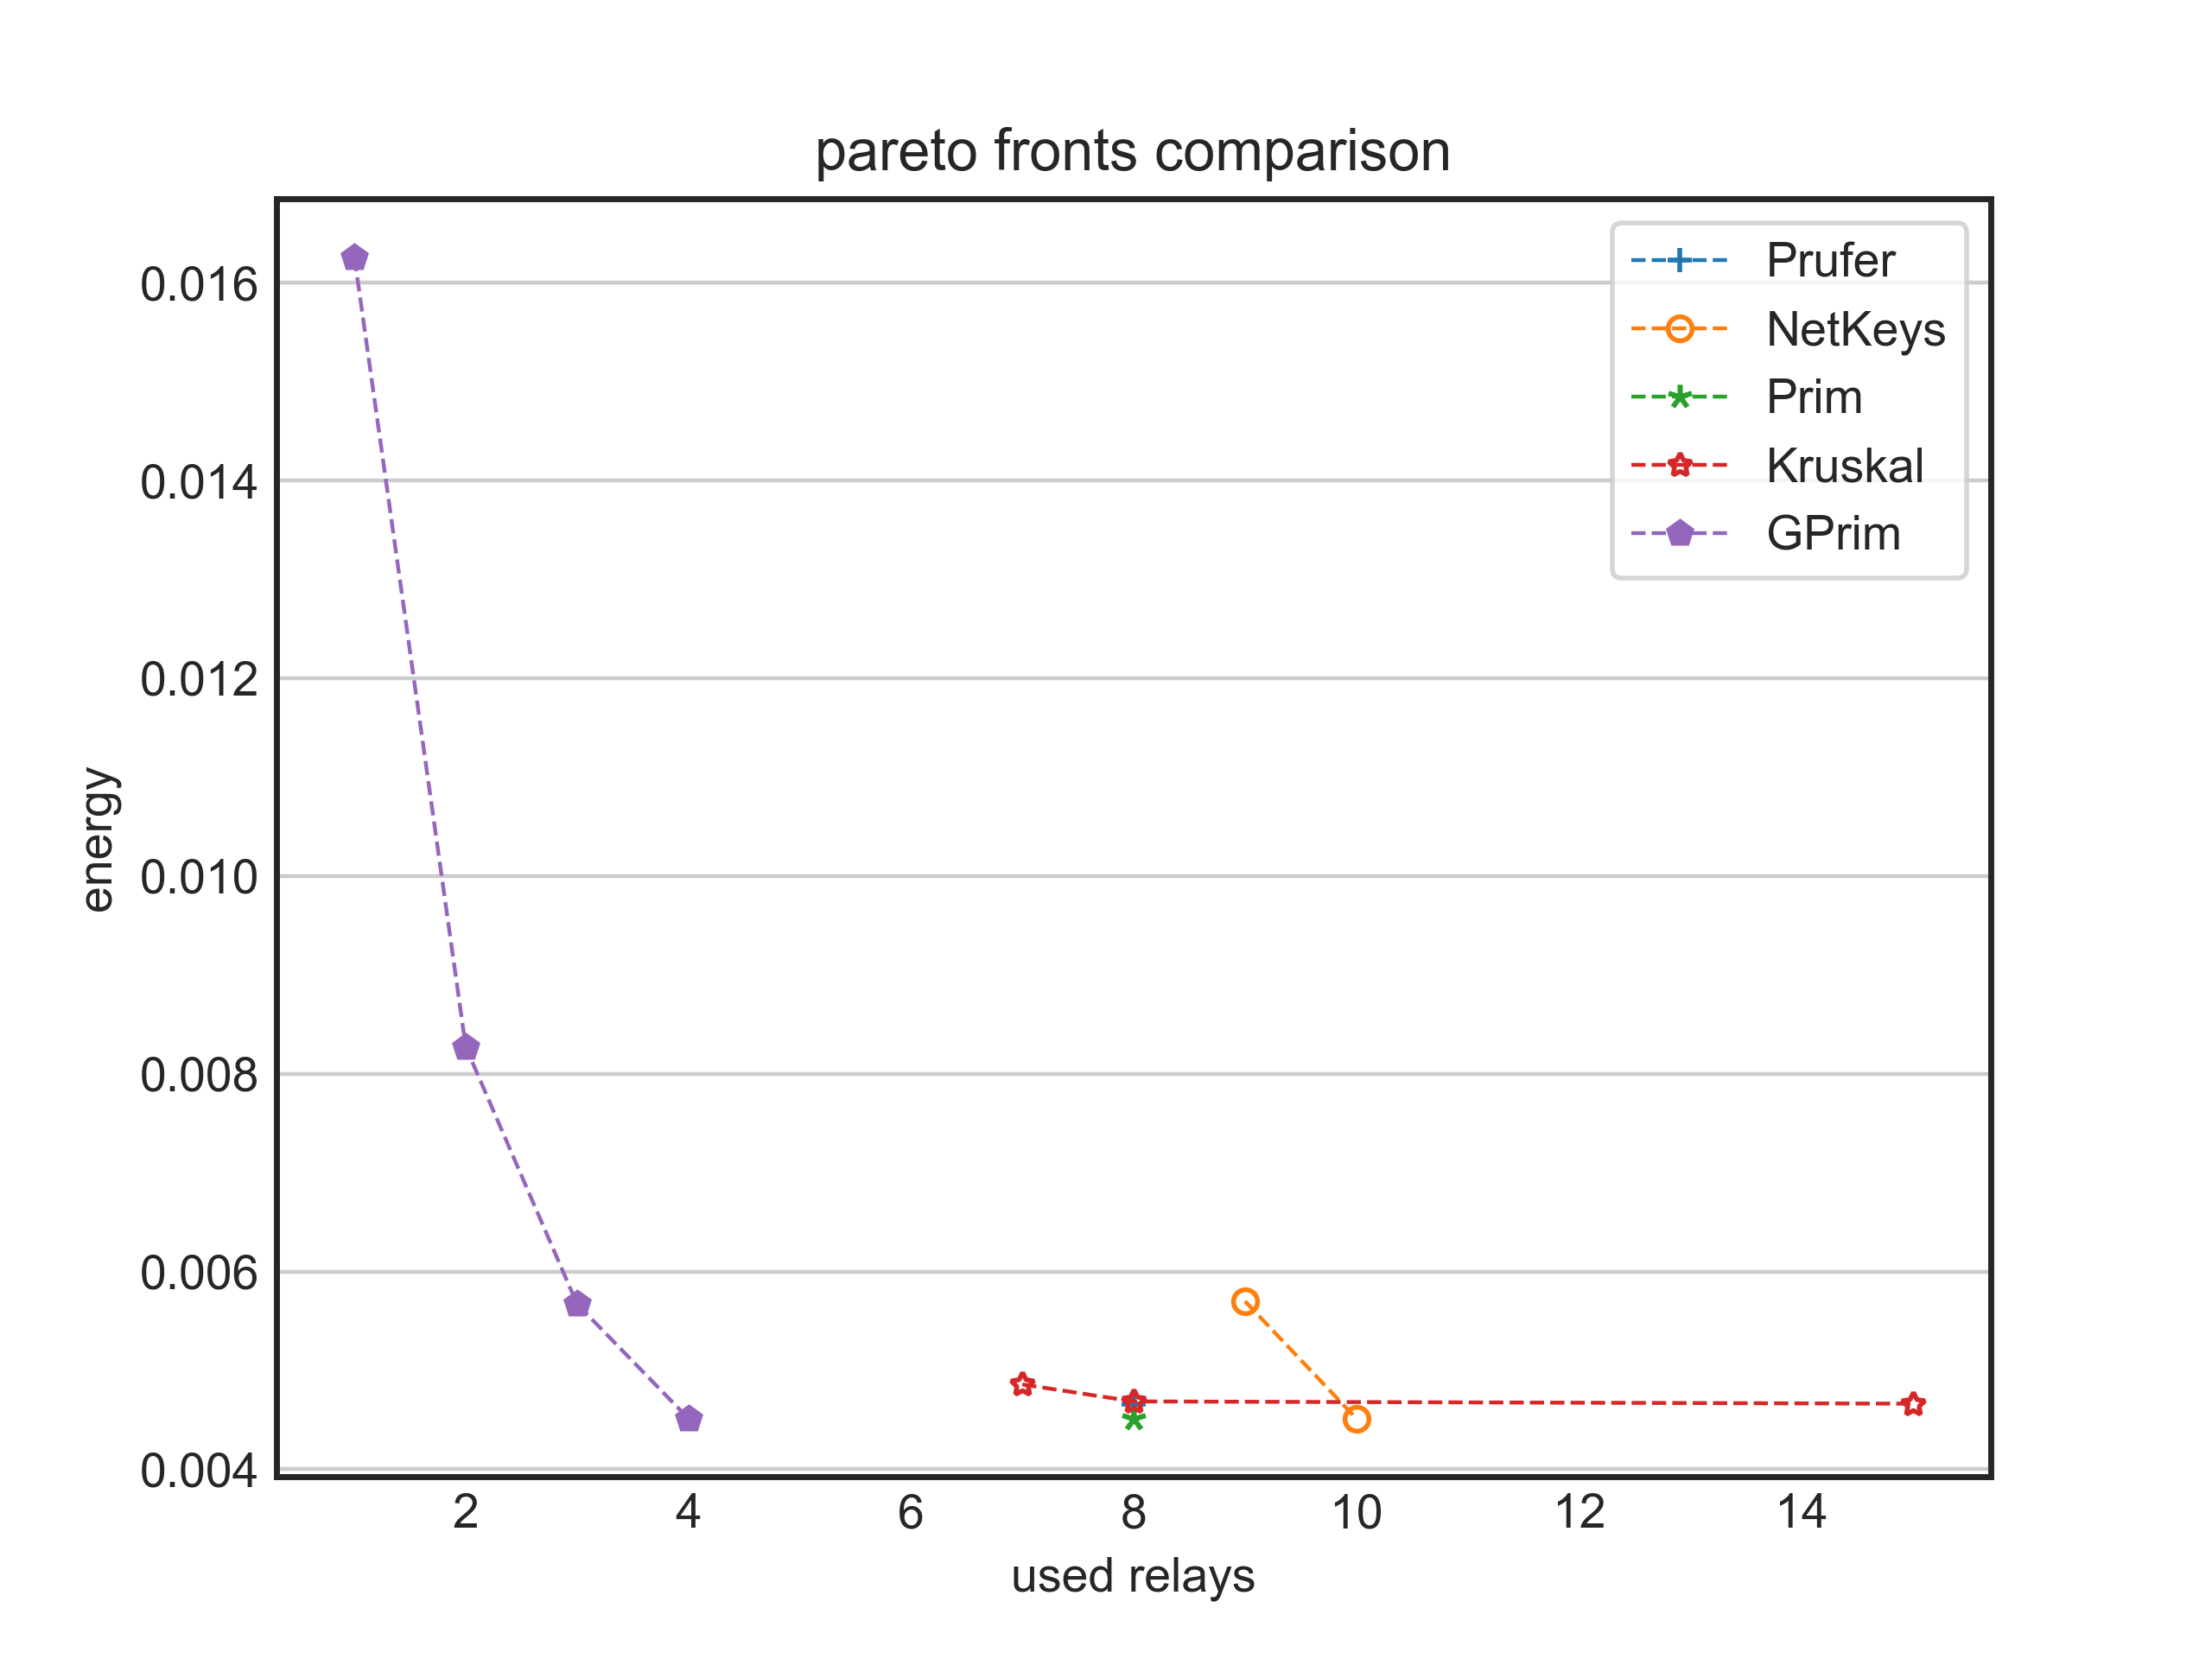 pareto fronts comparison
Prufer
NetKeys
Prim
Kruskal
GPrim
0.016
0.014
0.012
0.010
0.008
0.006
0.004
energy
2 4 6 8 10 12 14
used relays